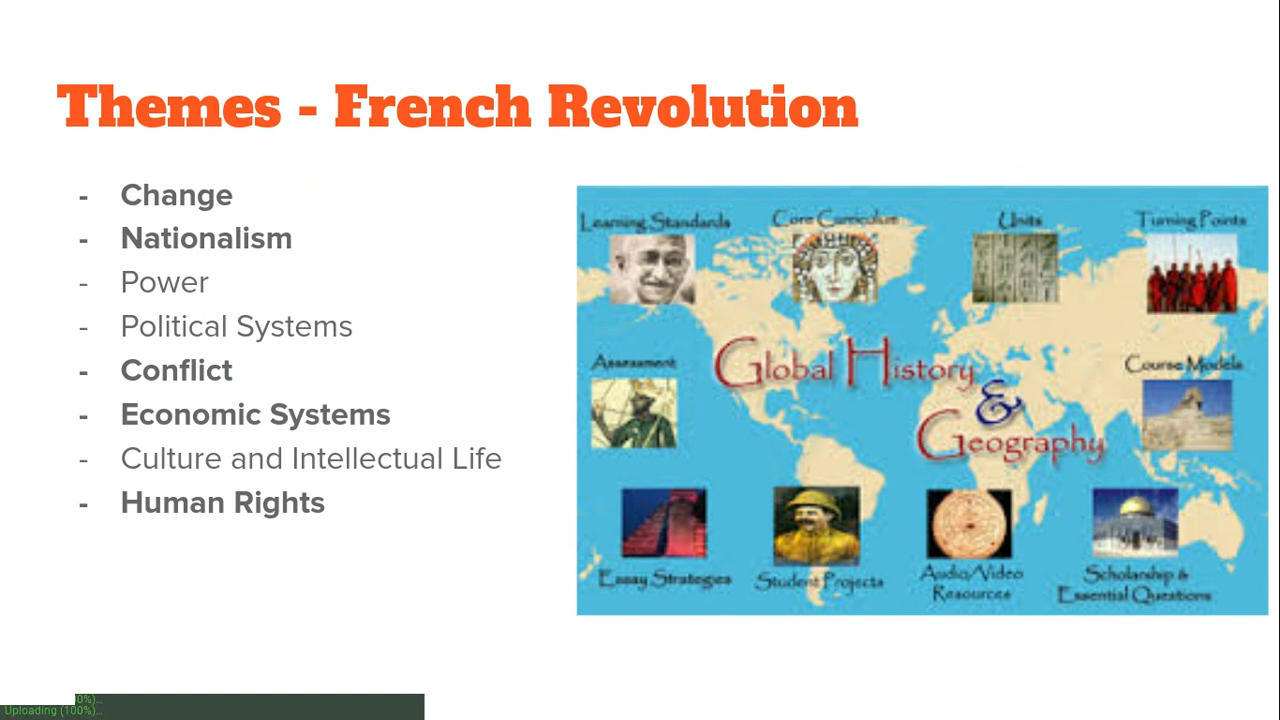 Themes - French Revolution
- Change
- Nationalism
- Power
- Political Systems
- Conflict
- Economic Systems
- Culture and Intellectual Life
- Human Rights
Learning Standards
Core Curriculum
Units
Turning Points
Global History
&
Geography
Assessment
Course Models
Essay Strategies
Student Projects
Audio/Video
Resources
Scholarship &
Essential Questions
0%)...
Uploading (100%)...